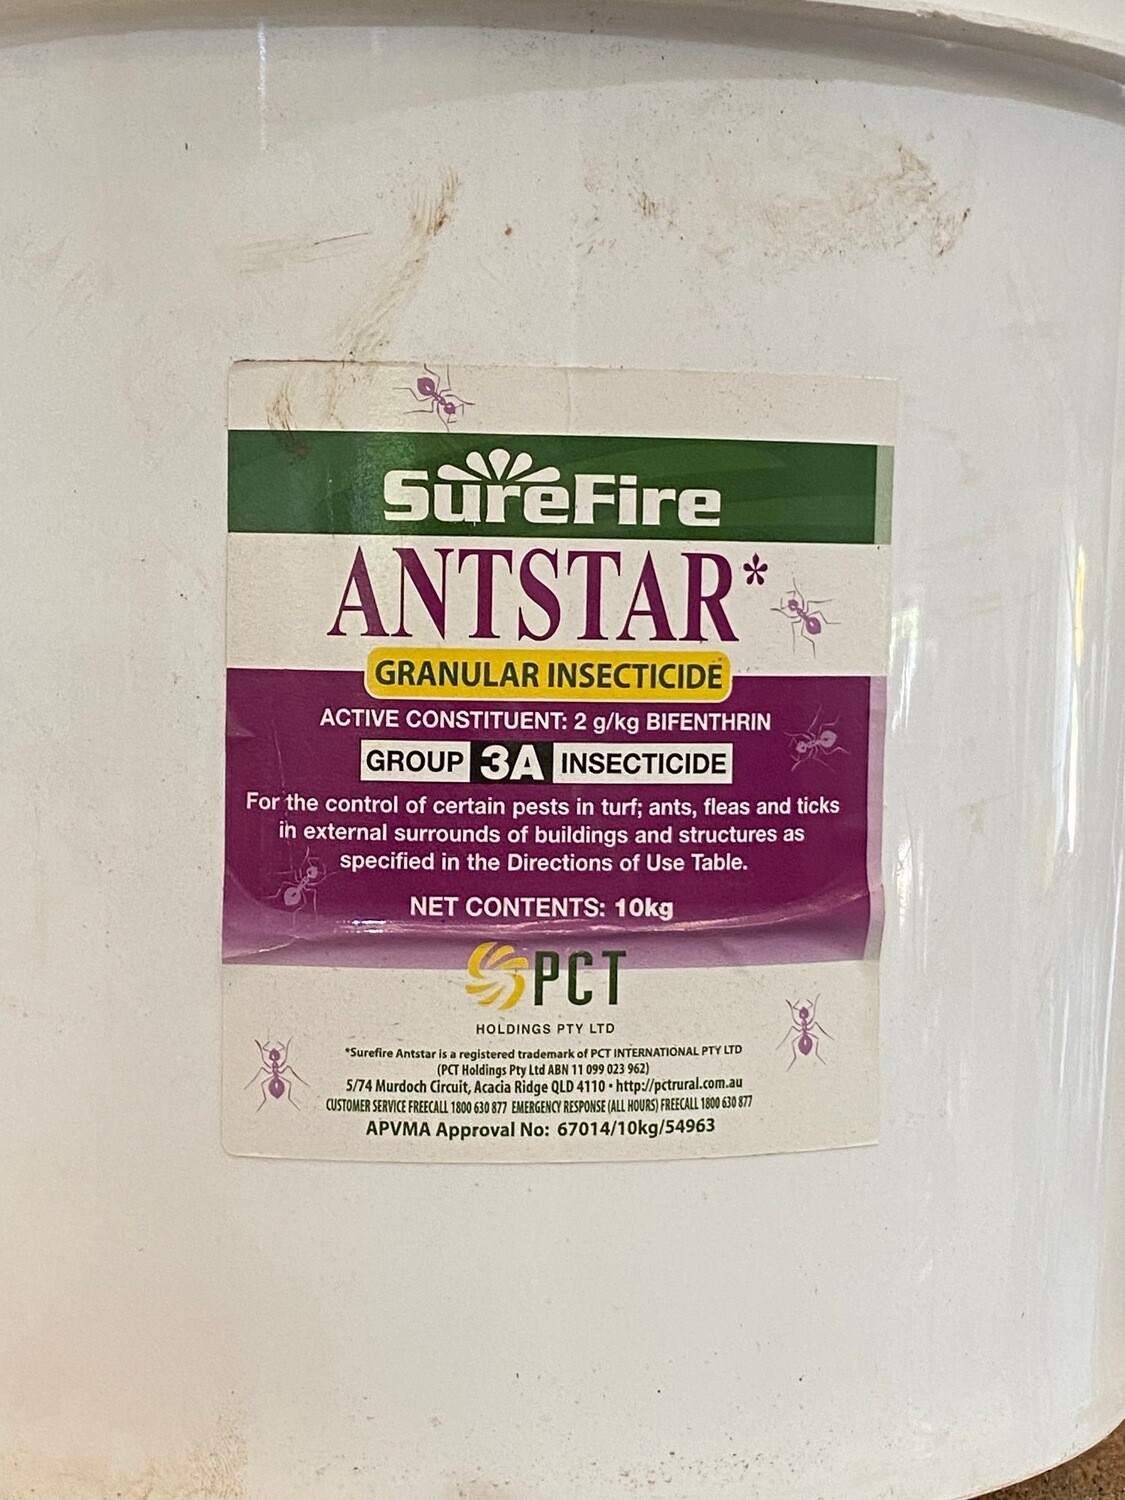 SureFire
ANTSTAR*
GRANULAR INSECTICIDE
ACTIVE CONSTITUENT: 2 g/kg BIFENTHRIN
GROUP 3A INSECTICIDE
For the control of certain pests in turf; ants, fleas and ticks
in external surrounds of buildings and structures as
specified in the Directions of Use Table.
NET CONTENTS: 10kg
PCT
HOLDINGS PTY LTD
*Surefire Antstar is a registered trademark of PCT INTERNATIONAL PTY LTD
(PCT Holdings Pty Ltd ABN 11 099 023 962)
5/74 Murdoch Circuit, Acacia Ridge QLD 4110 • http://pctrural.com.au
CUSTOMER SERVICE FREECALL 1800 630 877 EMERGENCY RESPONSE (ALL HOURS) FREECALL 1800 630 877
APVMA Approval No: 67014/10kg/54963